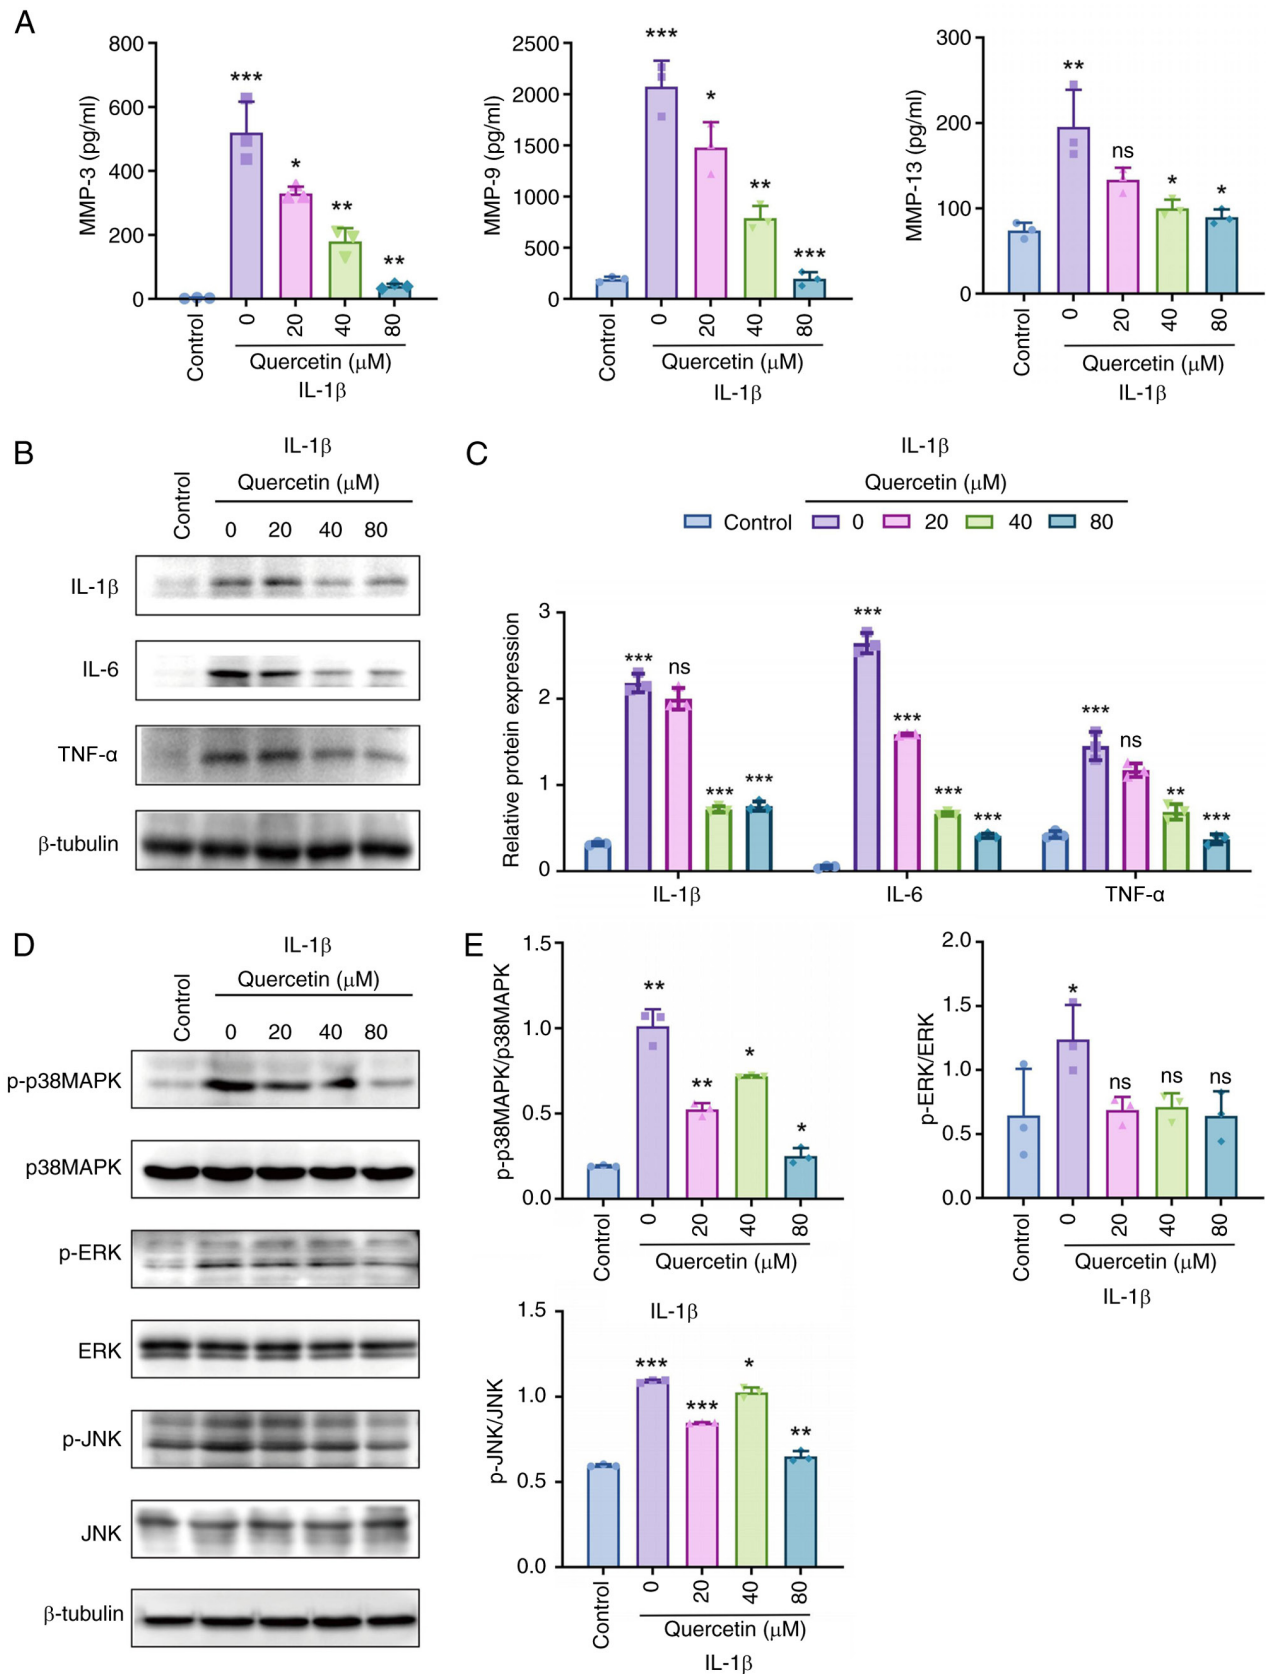 A
MMP-3 (pg/ml)
800
600
400
200
0
***
*
**
**
Control
0
20
40
80
Quercetin (μM)
IL-1β
MMP-9 (pg/ml)
2500
2000
1500
1000
500
0
***
*
**
***
Control
0
20
40
80
Quercetin (μM)
IL-1β
MMP-13 (pg/ml)
300
200
100
0
**
ns
*
*
Control
0
20
40
80
Quercetin (μM)
IL-1β
B
IL-1β
Quercetin (μM)
Control
0 20 40 80
IL-1β
IL-6
TNF-α
β-tubulin
C
IL-1β
Quercetin (μM)
Control 0 20 40 80
Relative protein expression
3
2
1
0
*** ns *** ***
*** *** *** ***
*** ns ** ***
IL-1β IL-6 TNF-α
D
IL-1β
Quercetin (μM)
Control
0 20 40 80
p-p38MAPK
p38MAPK
p-ERK
ERK
p-JNK
JNK
β-tubulin
E
p-p38MAPK/p38MAPK
1.5
1.0
0.5
0.0
**
**
*
*
Control
0
20
40
80
Quercetin (μM)
IL-1β
p-ERK/ERK
2.0
1.5
1.0
0.5
0.0
*
ns
ns
ns
Control
0
20
40
80
Quercetin (μM)
IL-1β
p-JNK/JNK
1.5
1.0
0.5
0.0
***
***
*
**
Control
0
20
40
80
Quercetin (μM)
IL-1β